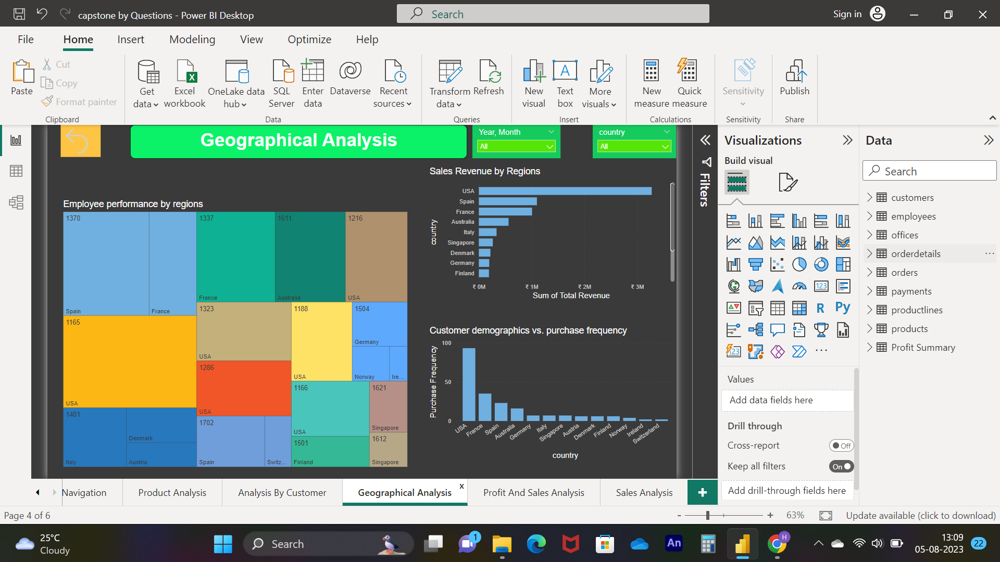 capstone by Questions - Power BI Desktop
Search
Sign in
File
Home
Insert
Modeling
View
Optimize
Help
Paste
Cut
Copy
Format painter
Clipboard
Get
data
Excel
workbook
OneLake data
hub
SQL
Server
Enter
data
Dataverse
Recent
sources
Data
Transform
data
Refresh
Queries
New
visual
Text
box
More
visuals
Insert
New
measure
Quick
measure
Calculations
Sensitivity
Sensitivity
Publish
Share
Geographical Analysis
Year, Month
All
country
All
Employee performance by regions
1370
Spain
France
1337
France
1611
Australia
1216
USA
1165
USA
1323
USA
1188
USA
1504
Germany
Norway
Ire...
1286
USA
1401
Italy
Denmark
Austria
1702
Spain
Switz...
1166
USA
1621
Singapore
1501
Finland
1612
Singapore
Sales Revenue by Regions
country
USA
Spain
France
Australia
Italy
Singapore
Denmark
Germany
Finland
₹ 0M
₹ 1M
₹ 2M
₹ 3M
Sum of Total Revenue
Customer demographics vs. purchase frequency
Purchase Frequency
100
50
0
USA
France
Spain
Australia
Germany
Italy
Singapore
Austria
Denmark
Finland
Norway
Ireland
Switzerland
country
Filters
Visualizations
Build visual
123
R
Py
123
Values
Add data fields here
Drill through
Cross-report
Off
Keep all filters
On
Add drill-through fields here
Data
Search
customers
employees
offices
orderdetails
orders
payments
productlines
products
Profit Summary
Navigation
Product Analysis
Analysis By Customer
Geographical Analysis
x
Profit And Sales Analysis
Sales Analysis
Page 4 of 6
63%
Update available (click to download)
25°C
Cloudy
Search
1
An
H
13:09
05-08-2023
22